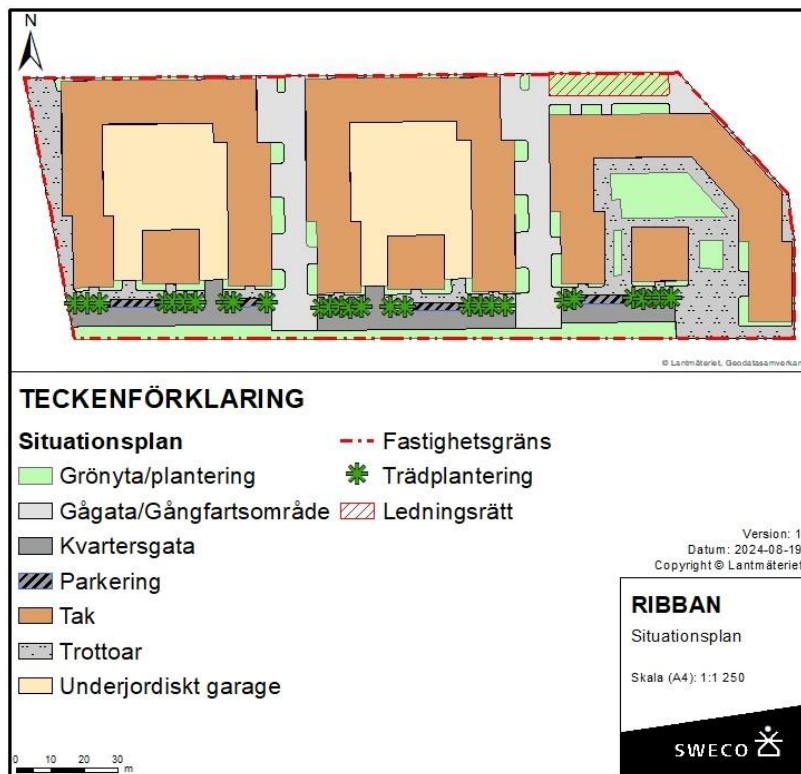 N
© Lantmäteriet, Geodatasamverkan
TECKENFÖRKLARING
Situationsplan
Grönyta/plantering
Gågata/Gångfartsområde
Kvartersgata
Parkering
Tak
Trottoar
Underjordiskt garage
Fastighetsgräns
Trädplantering
Ledningsrätt
0 10 20 30
m
Version: 1
Datum: 2024-08-19
Copyright © Lantmäteriet
RIBBAN
Situationsplan
Skala (A4): 1:1 250
SWECO